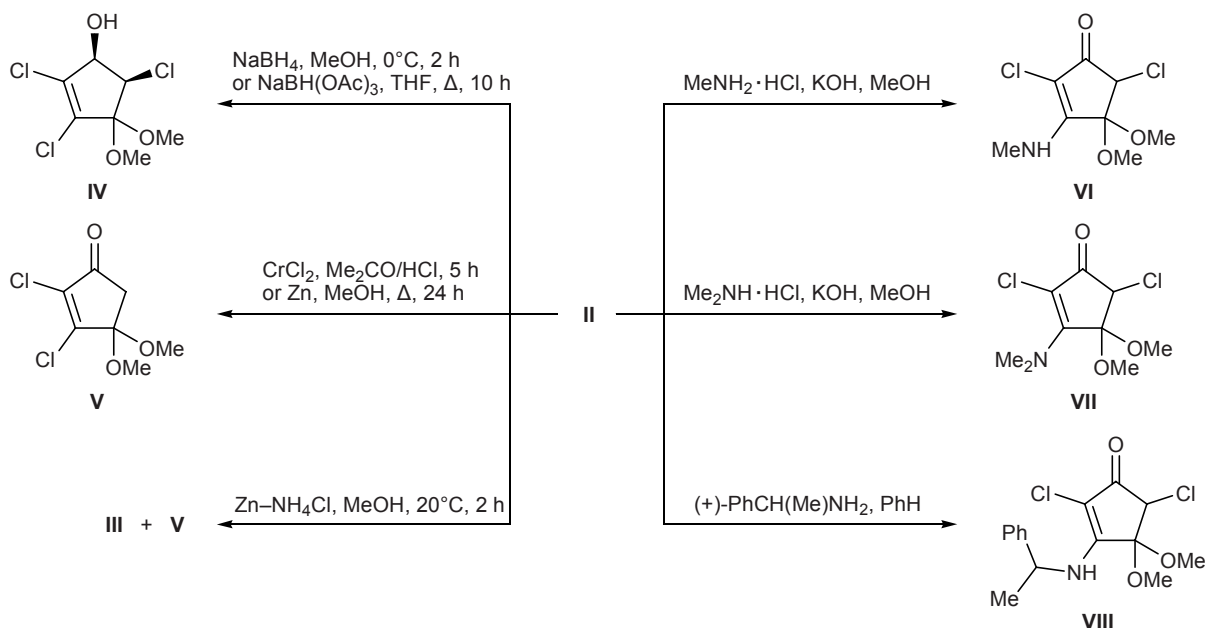 OH
Cl
Cl
Cl
OMe
OMe
IV
NaBH4, MeOH, 0°C, 2 h
or NaBH(OAc)3, THF, Δ, 10 h
O
Cl
Cl
OMe
OMe
V
CrCl2, Me2CO/HCl, 5 h
or Zn, MeOH, Δ, 24 h
III + V
Zn–NH4Cl, MeOH, 20°C, 2 h
II
MeNH2·HCl, KOH, MeOH
O
Cl
Cl
MeNH
OMe
OMe
VI
Me2NH·HCl, KOH, MeOH
O
Cl
Cl
Me2N
OMe
OMe
VII
(+)-PhCH(Me)NH2, PhH
O
Cl
Cl
Ph
NH
Me
OMe
OMe
VIII